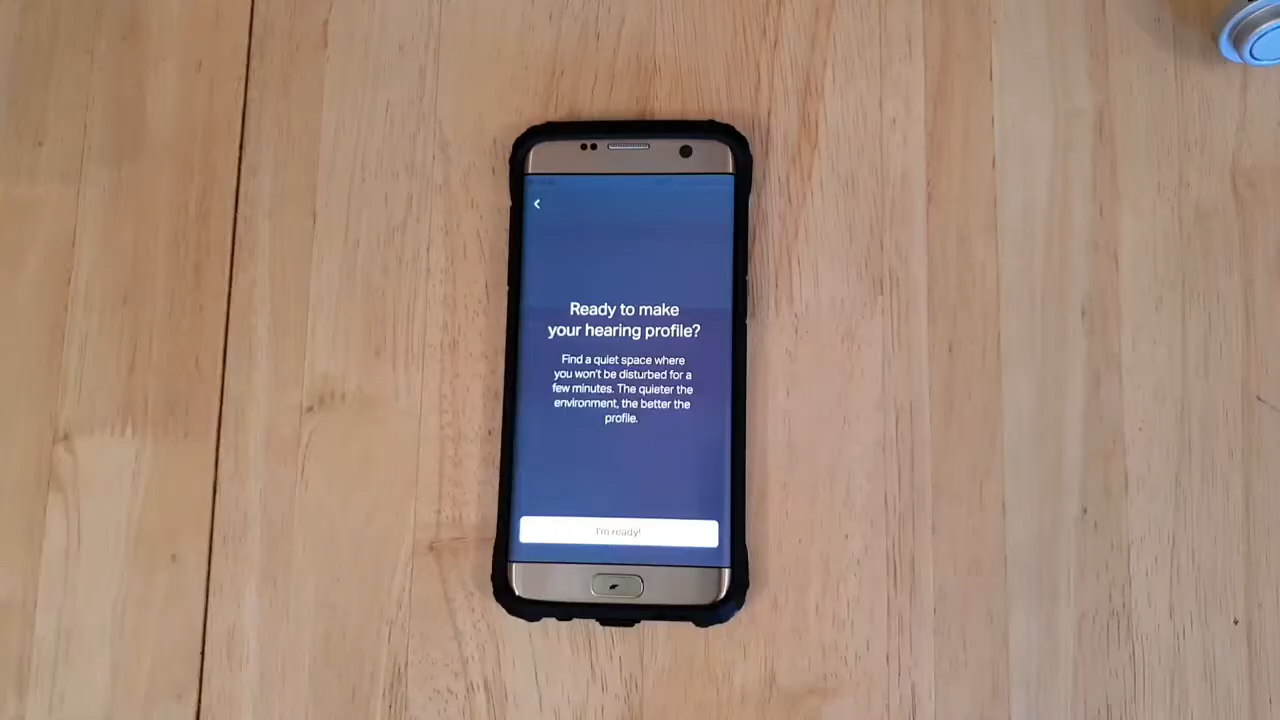 Ready to make
your hearing profile?
Find a quiet space where
you won't be disturbed for a
few minutes. The quieter the
environment, the better the
profile.
I'm ready!